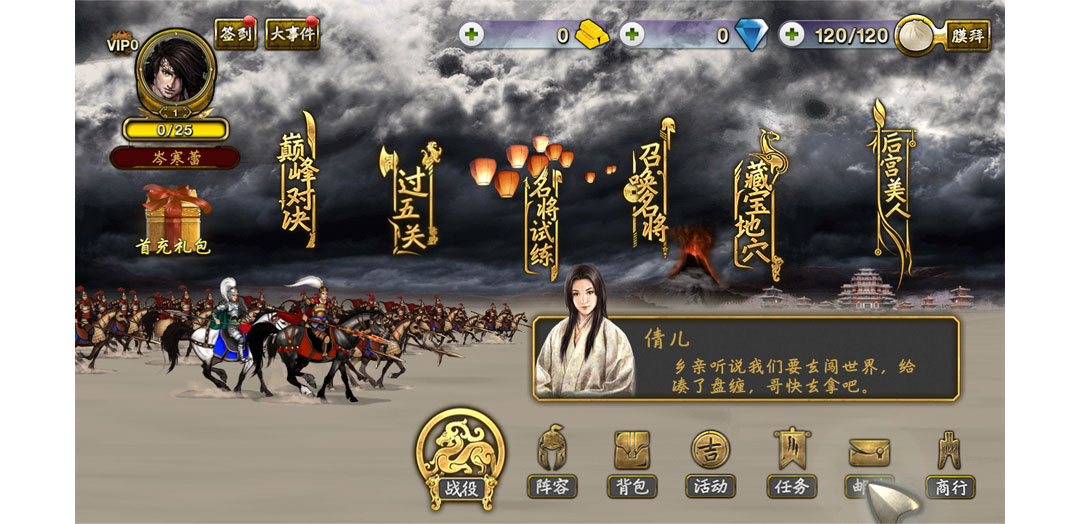 VIP0
签到
大事件
0
0
120/120
膜拜
1
0/25
岑寒蕾
首充礼包
巅峰对决
过五关
名将试练
召唤名将
藏宝地穴
后宫美人
倩儿
乡亲听说我们要去闯世界，给
凑了盘缠，哥快去拿吧。
战役
阵容
背包
吉
活动
任务
邮
商行